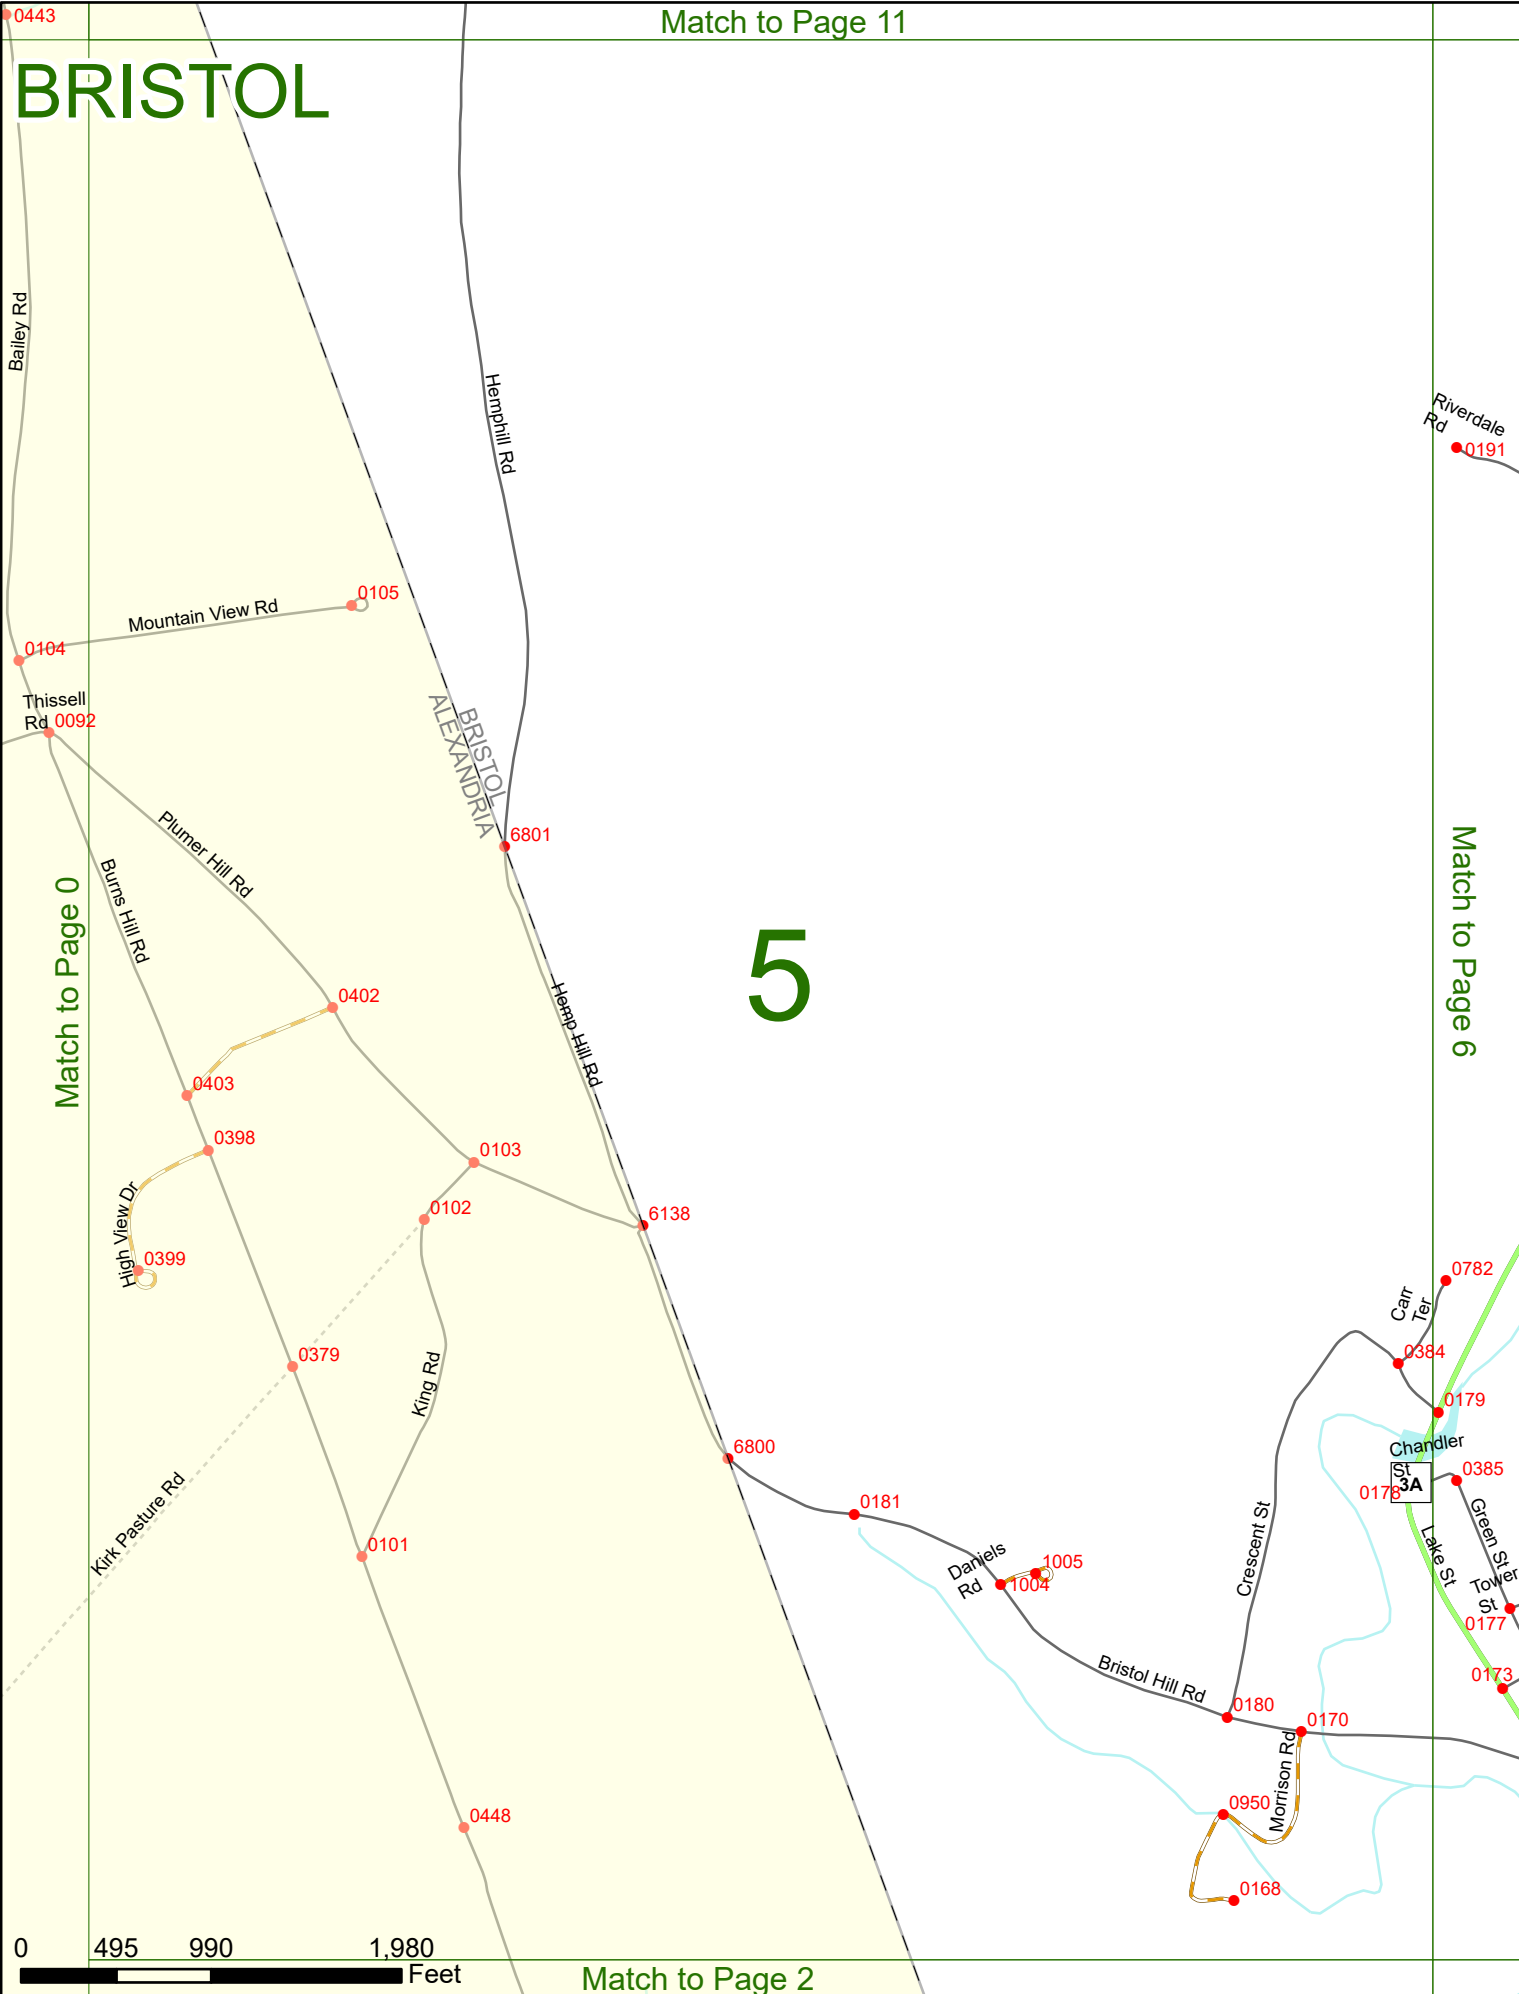 0443
Match to Page 11
BRISTOL
Bailey Rd
Hemphill Rd
Riverdale
Rd
0191
0105
Mountain View Rd
0104
Thissell
Rd
0092
BRISTOL
ALEXANDRIA
6801
Plumer Hill Rd
Burns Hill Rd
Match to Page 0
Match to Page 6
5
0402
Hemp Hill Rd
0403
0398
0103
0102
6138
High View Dr
0399
0782
Carr
Ter
0384
0379
King Rd
0179
6800
Chandler
St
3A
0178
0385
Kirk Pasture Rd
0181
Crescent St
Green St
Lake St
0101
Daniels
Rd
1005
1004
Tower
St
0177
Bristol Hill Rd
0173
0180
0170
Morrison Rd
0950
0448
0168
0 495 990 1,980
Feet
Match to Page 2